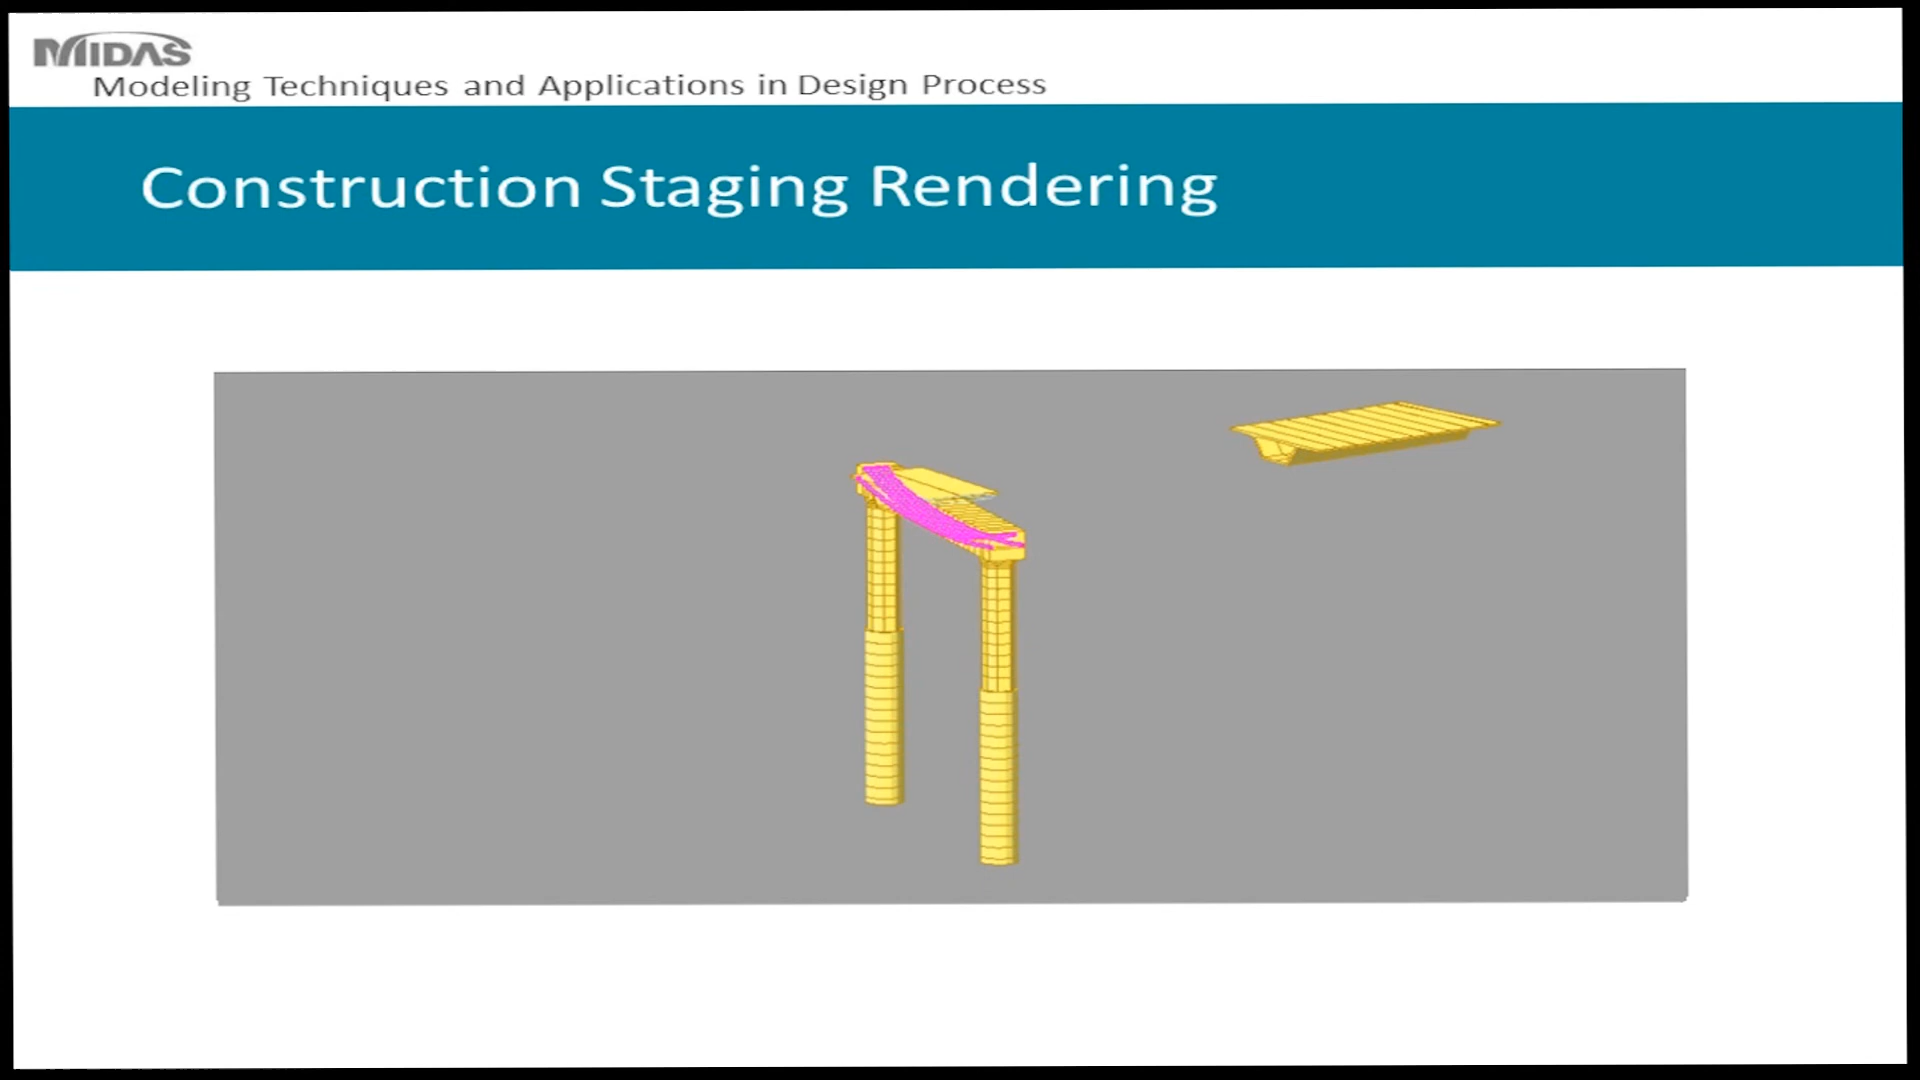 MIDAS
Modeling Techniques and Applications in Design Process
Construction Staging Rendering